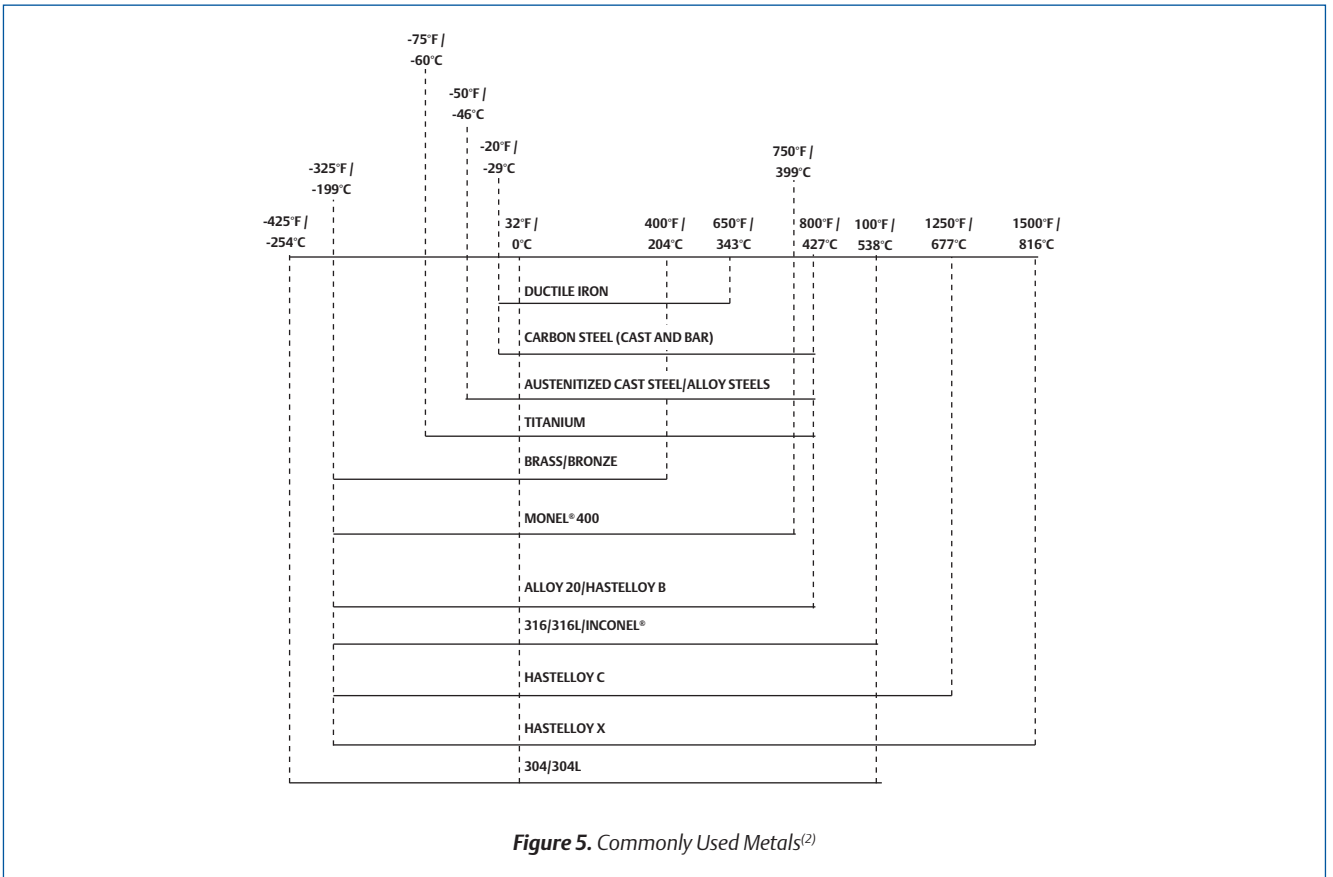 -75°F /
-60°C
-50°F /
-46°C
-20°F /
-29°C
750°F /
399°C
-325°F /
-199°C
-425°F /
-254°C
32°F /
0°C
400°F /
204°C
650°F /
343°C
800°F /
427°C
100°F /
538°C
1250°F /
677°C
1500°F /
816°C
DUCTILE IRON
CARBON STEEL (CAST AND BAR)
AUSTENITIZED CAST STEEL/ALLOY STEELS
TITANIUM
BRASS/BRONZE
MONEL® 400
ALLOY 20/HASTELLOY B
316/316L/INCONEL®
HASTELLOY C
HASTELLOY X
304/304L
Figure 5. Commonly Used Metals(2)